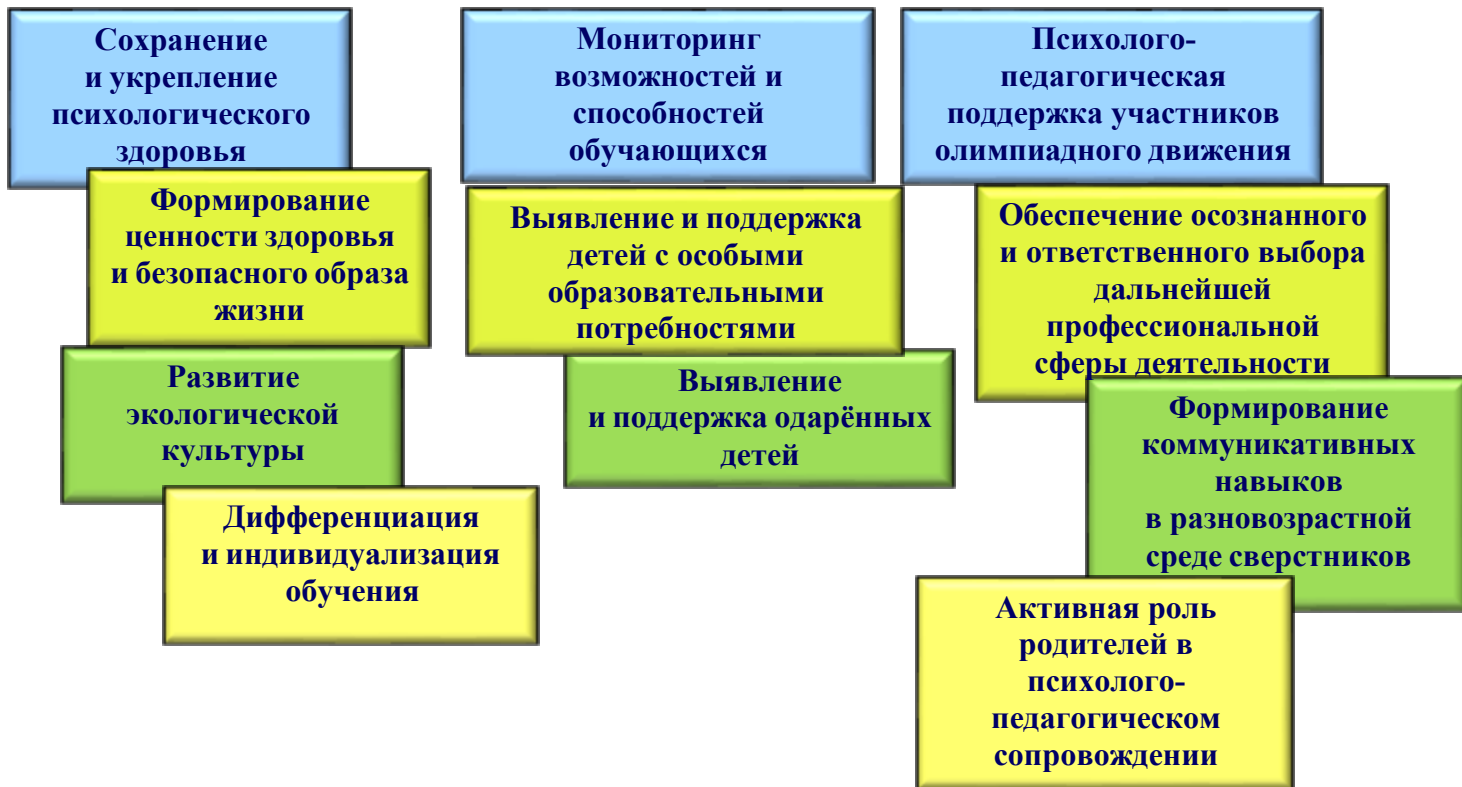 Сохранение
и укрепление
психологического
здоровья
Формирование
ценности здоровья
и безопасного образа
жизни
Развитие
экологической
культуры
Дифференциация
и индивидуализация
обучения
Мониторинг
возможностей и
способностей
обучающихся
Выявление и поддержка
детей с особыми
образовательными
потребностями
Выявление
и поддержка одарённых
детей
Психолого-
педагогическая
поддержка участников
олимпиадного движения
Обеспечение осознанного
и ответственного выбора
дальнейшей
профессиональной
сферы деятельности
Формирование
коммуникативных
навыков
в разновозрастной
среде сверстников
Активная роль
родителей в
психолого-
педагогическом
сопровождении